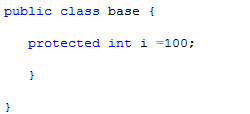 public class base {
protected int i =100;
}
}